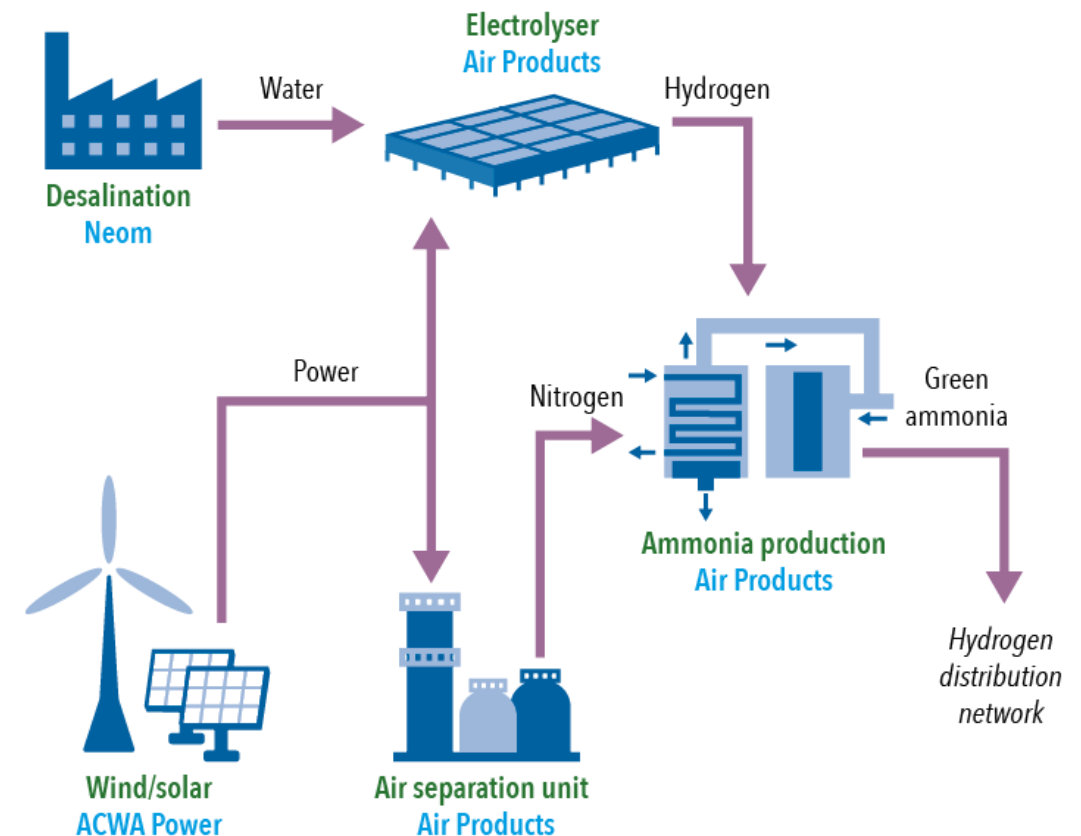 Electrolyser
Air Products
Water
Hydrogen
Desalination
Neom
Power
Nitrogen
Green
ammonia
Ammonia production
Air Products
Hydrogen
distribution
network
Wind/solar
ACWA Power
Air separation unit
Air Products